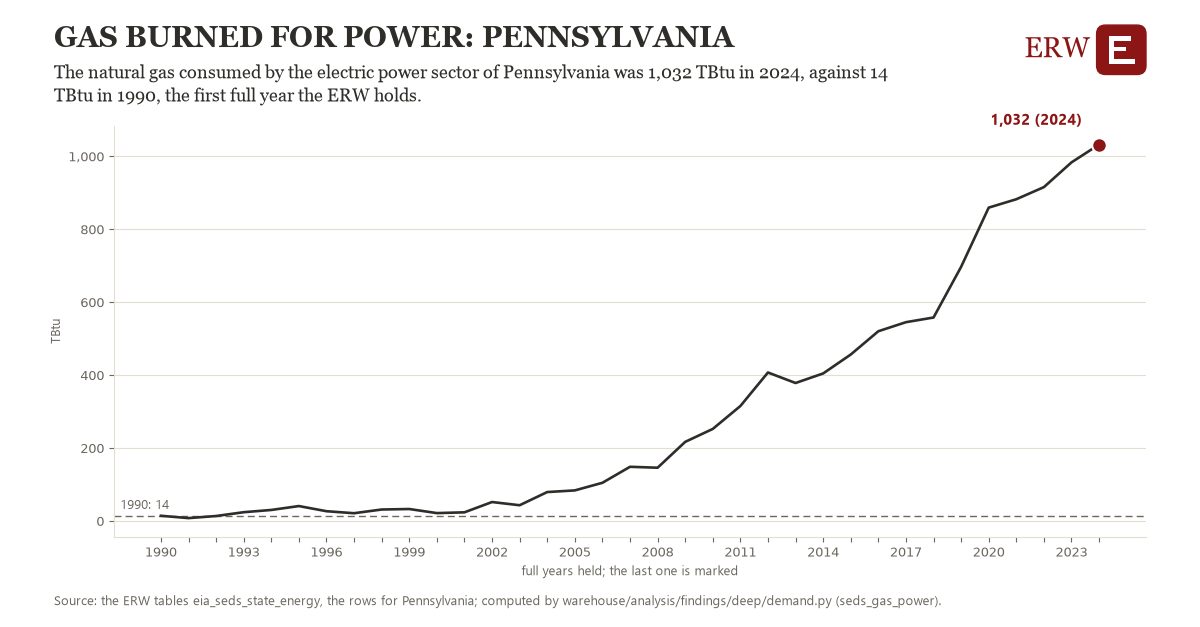 GAS BURNED FOR POWER: PENNSYLVANIA
The natural gas consumed by the electric power sector of Pennsylvania was 1,032 TBtu in 2024, against 14
TBtu in 1990, the first full year the ERW holds.
ERW E
1,032 (2024)
1,000
800
600
400
200
0
TBtu
1990: 14
1990 1993 1996 1999 2002 2005 2008 2011 2014 2017 2020 2023
full years held; the last one is marked
Source: the ERW tables eia_seds_state_energy, the rows for Pennsylvania; computed by warehouse/analysis/findings/deep/demand.py (seds_gas_power).